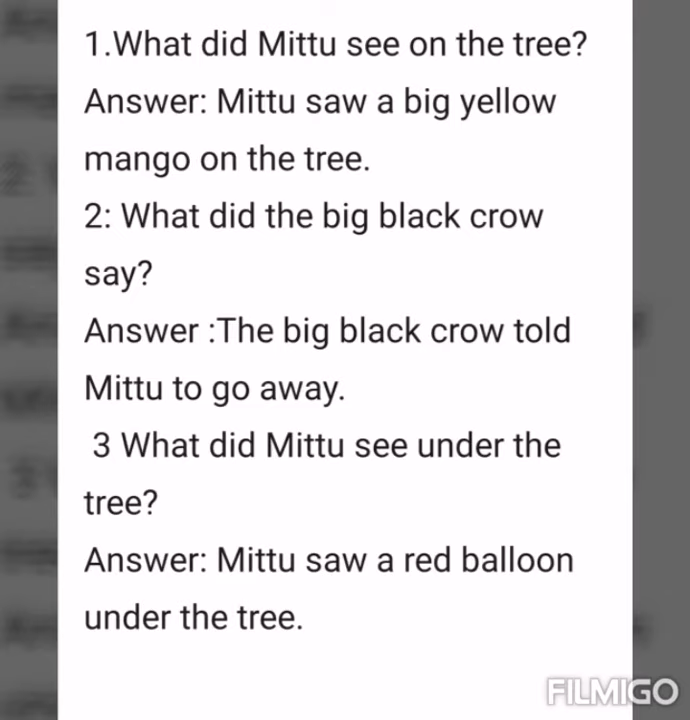 1.What did Mittu see on the tree?
Answer: Mittu saw a big yellow
mango on the tree.
2: What did the big black crow
say?
Answer :The big black crow told
Mittu to go away.
3 What did Mittu see under the
tree?
Answer: Mittu saw a red balloon
under the tree.
FILMIGO